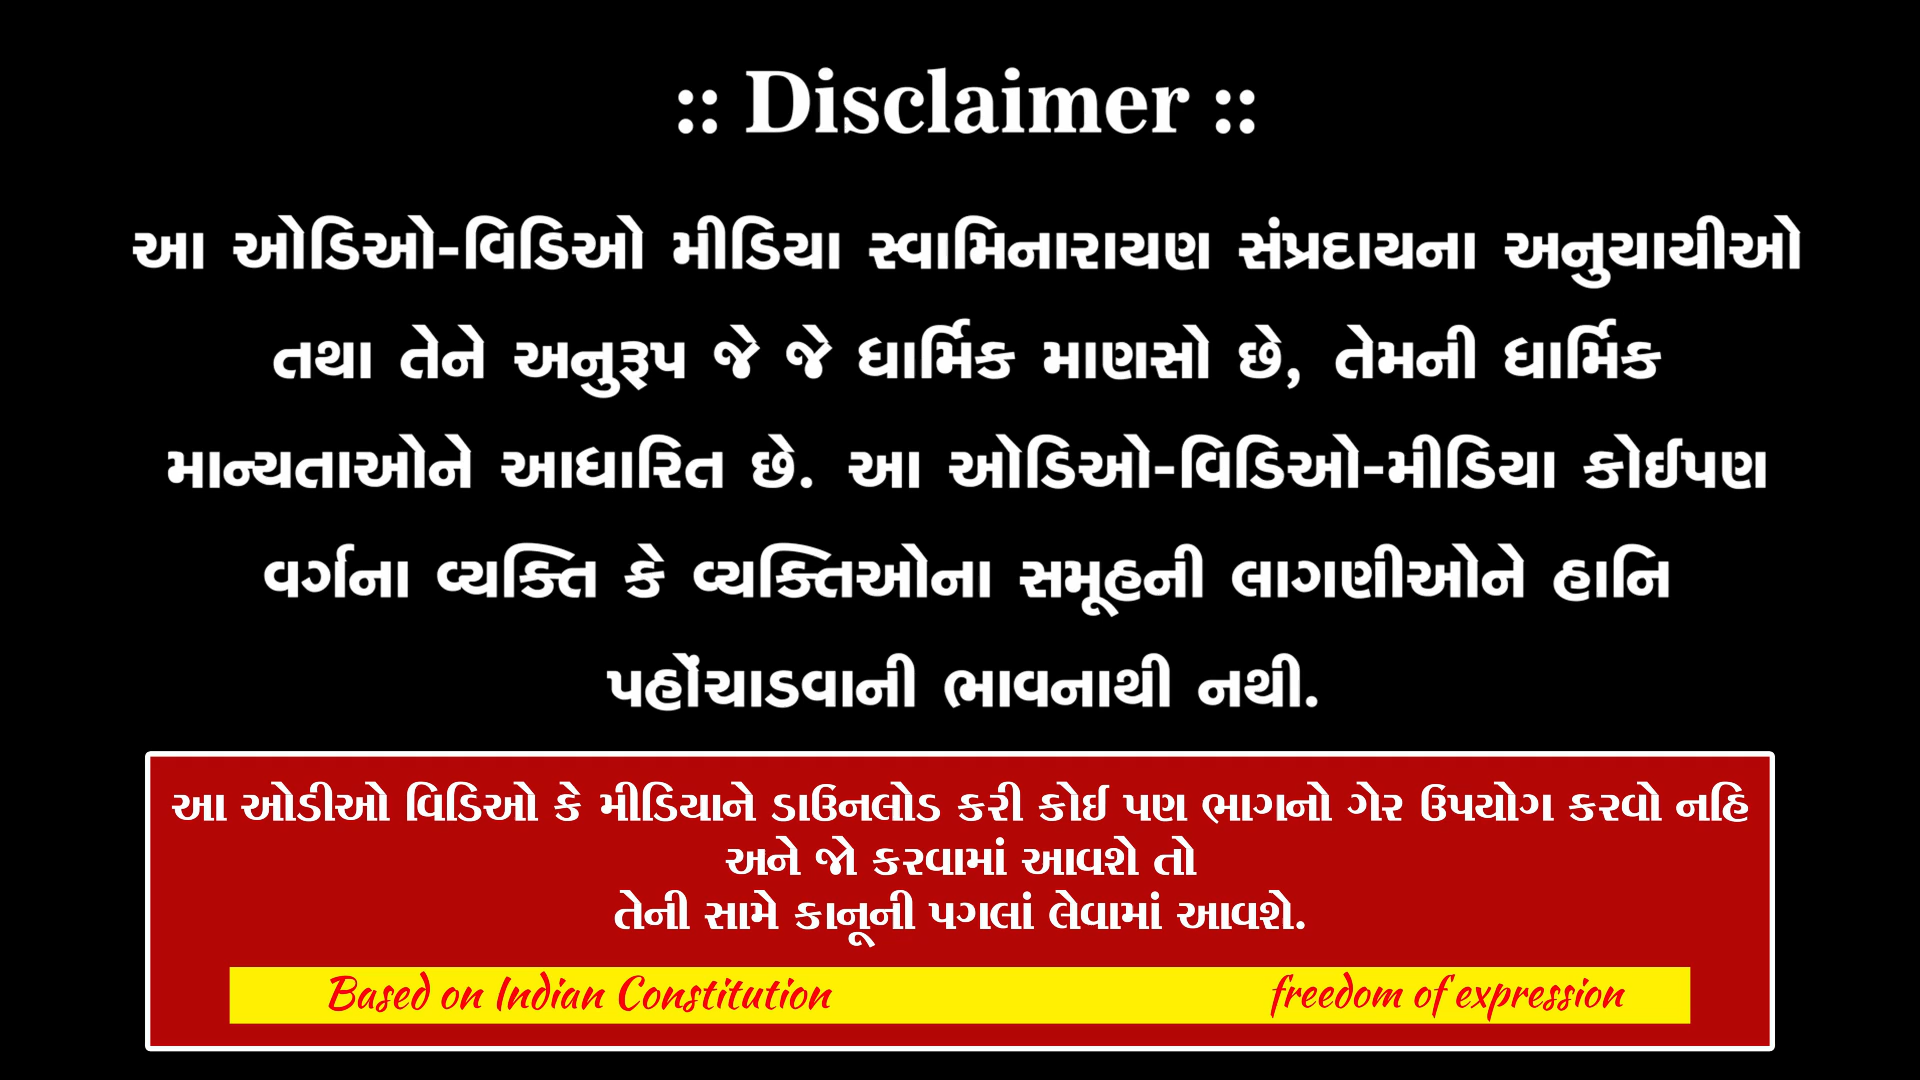 :: Disclaimer ::
આ ઓડિઓ-વિડિઓ મીડિયા સ્વામિનારાયણ સંપ્રદાયના અનુયાયીઓ
તથા તેને અનુરૂપ જે જે ધાર્મિક માણસો છે, તેમની ધાર્મિક
માન્યતાઓને આધારિત છે. આ ઓડિઓ-વિડિઓ-મીડિયા કોઈપણ
વર્ગના વ્યક્તિ કે વ્યક્તિઓના સમૂહની લાગણીઓને હાનિ
પહોંચાડવાની ભાવનાથી નથી.
આ ઓડીઓ વિડિઓ કે મીડિયાને ડાઉનલોડ કરી કોઈ પણ ભાગનો ગેર ઉપયોગ કરવો નહિ
અને જો કરવામાં આવશે તો
તેની સામે કાનૂની પગલાં લેવામાં આવશે.
Based on Indian Constitution freedom of expression